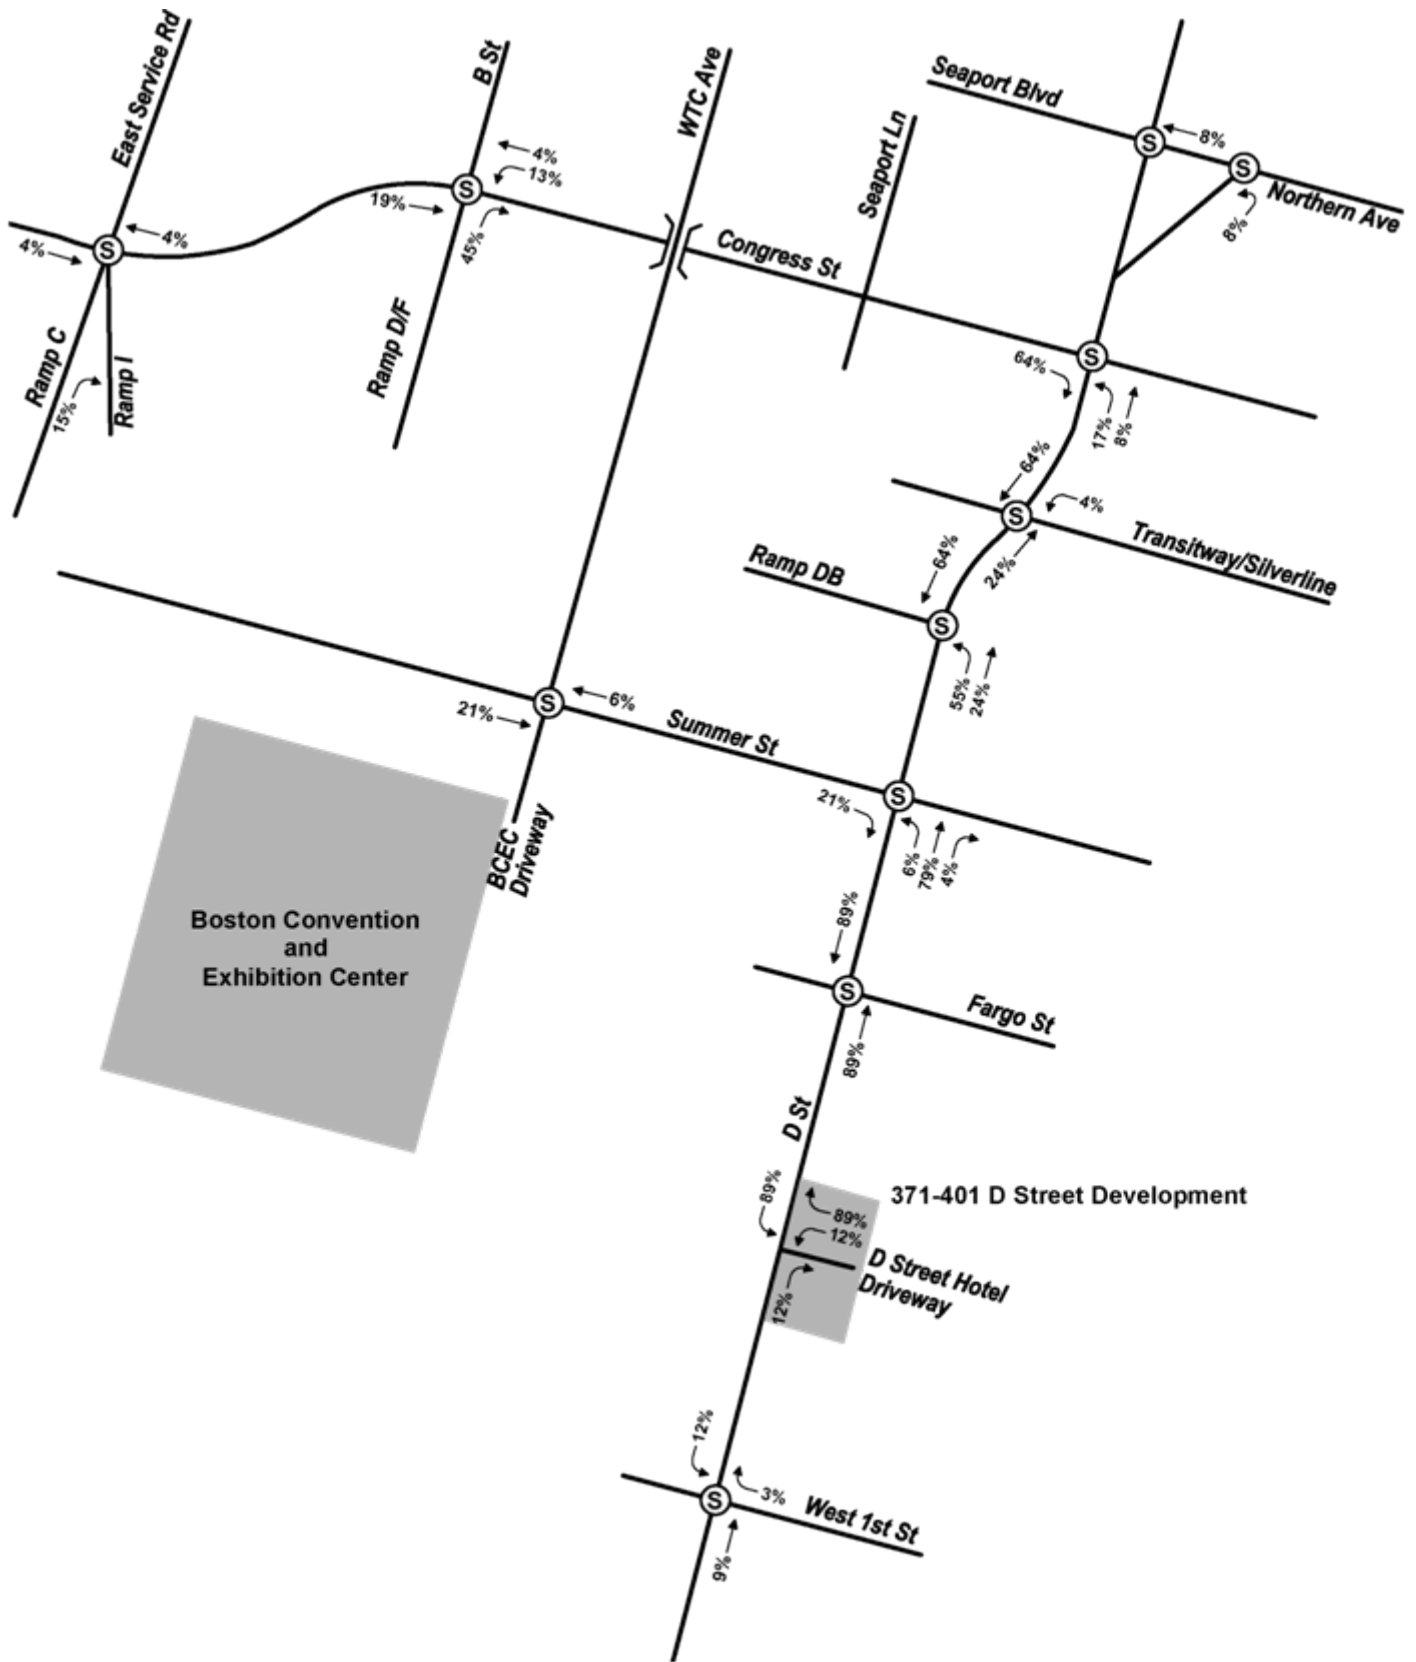 East Service Rd
B St
WTC Ave
Seaport Blvd
Seaport Ln
S
8%
S
Northern Ave
8%
4%
13%
S
19%
45%
4%
4%
S
Congress St
Ramp C
15%
Ramp I
Ramp D/F
64%
S
17%
8%
64%
4%
S
Transitway/Silverline
Ramp DB
64%
24%
S
55%
24%
21%
S
6%
Summer St
21%
S
6%
79%
4%
BCEC
Driveway
Boston Convention
and
Exhibition Center
89%
S
Fargo St
89%
D St
89%
371-401 D Street Development
89%
12%
D Street Hotel
Driveway
12%
12%
3%
S
West 1st St
9%